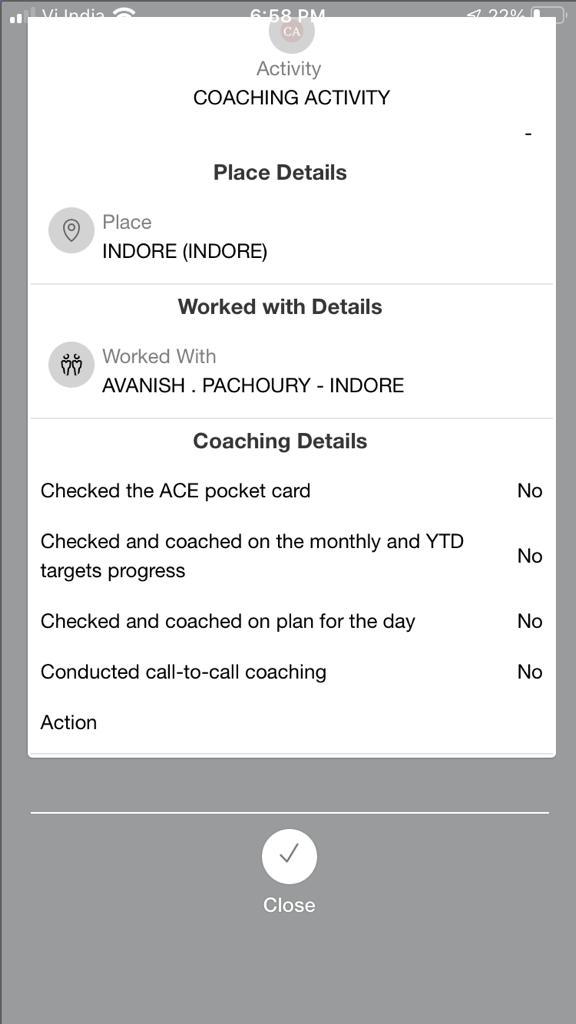 Vi India
6:58 PM
22%
CA
Activity
COACHING ACTIVITY
-
Place Details
Place
INDORE (INDORE)
Worked with Details
Worked With
AVANISH . PACHOURY - INDORE
Coaching Details
Checked the ACE pocket card No
Checked and coached on the monthly and YTD
targets progress No
Checked and coached on plan for the day No
Conducted call-to-call coaching No
Action
Close